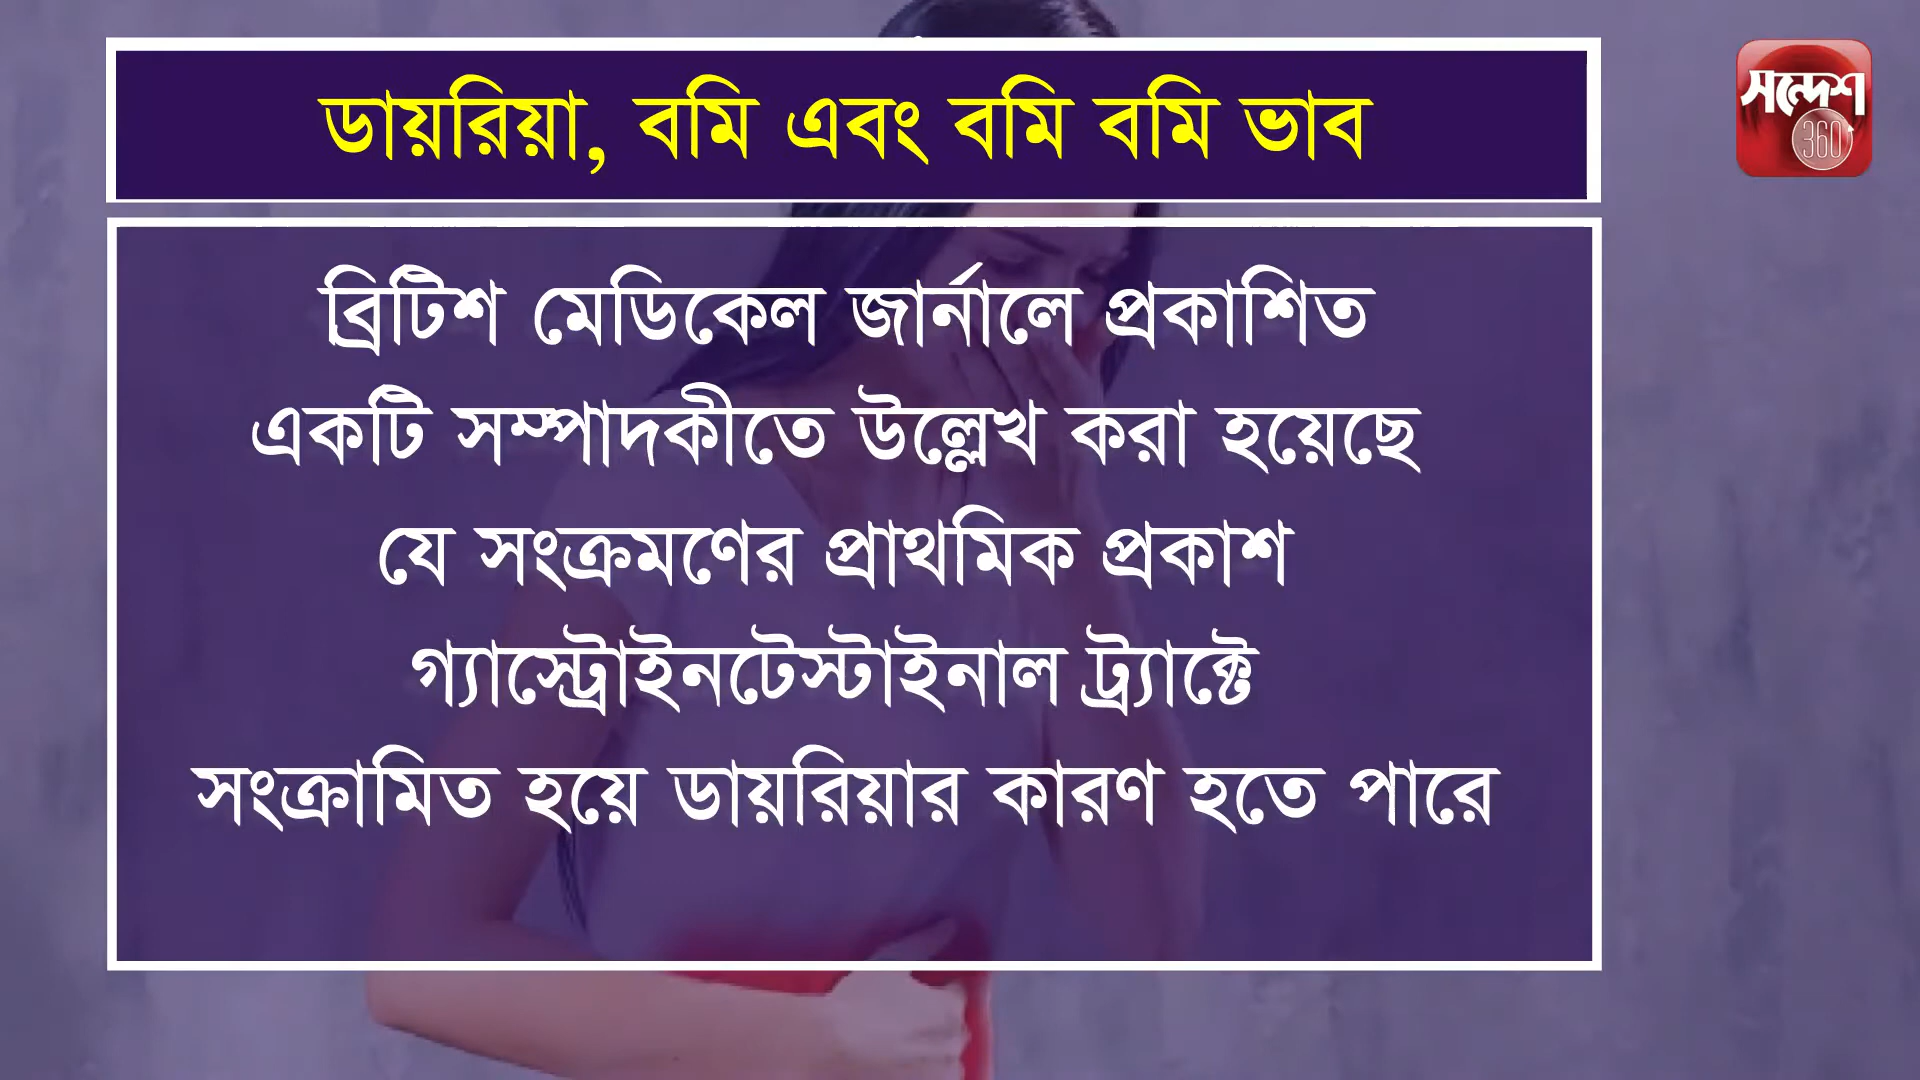 ডায়রিয়া, বমি এবং বমি বমি ভাব
সন্দেশ
360
ব্রিটিশ মেডিকেল জার্নালে প্রকাশিত
একটি সম্পাদকীতে উল্লেখ করা হয়েছে
যে সংক্রমণের প্রাথমিক প্রকাশ
গ্যাস্ট্রোইনটেস্টাইনাল ট্র্যাক্টে
সংক্রামিত হয়ে ডায়রিয়ার কারণ হতে পারে